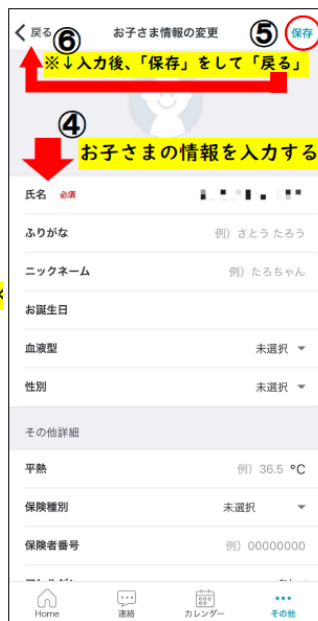 戻る ⑥ お子さま情報の変更 ⑤ 保存
※↓入力後、「保存」をして「戻る」
④
お子さまの情報を入力する
氏名 必須
ふりがな 例）さとう たろう
ニックネーム 例）たろちゃん
お誕生日
血液型 未選択
性別 未選択
その他詳細
平熱 例）36.5 °C
保険種別 未選択
保険者番号 例）00000000
Home 連絡 カレンダー その他